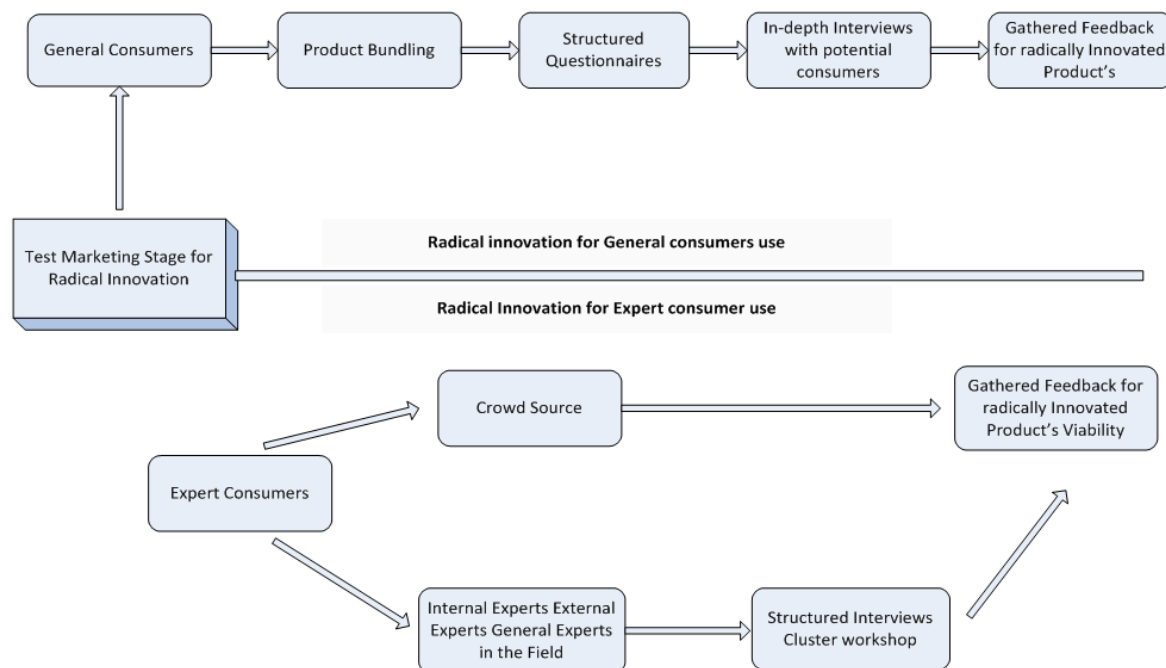 General Consumers
Product Bundling
Structured
Questionnaires
In-depth Interviews
with potential
consumers
Gathered Feedback
for radically Innovated
Product's
Test Marketing Stage for
Radical Innovation
Radical innovation for General consumers use
Radical Innovation for Expert consumer use
Crowd Source
Gathered Feedback for
radically Innovated
Product's Viability
Expert Consumers
Internal Experts External
Experts General Experts
in the Field
Structured Interviews
Cluster workshop